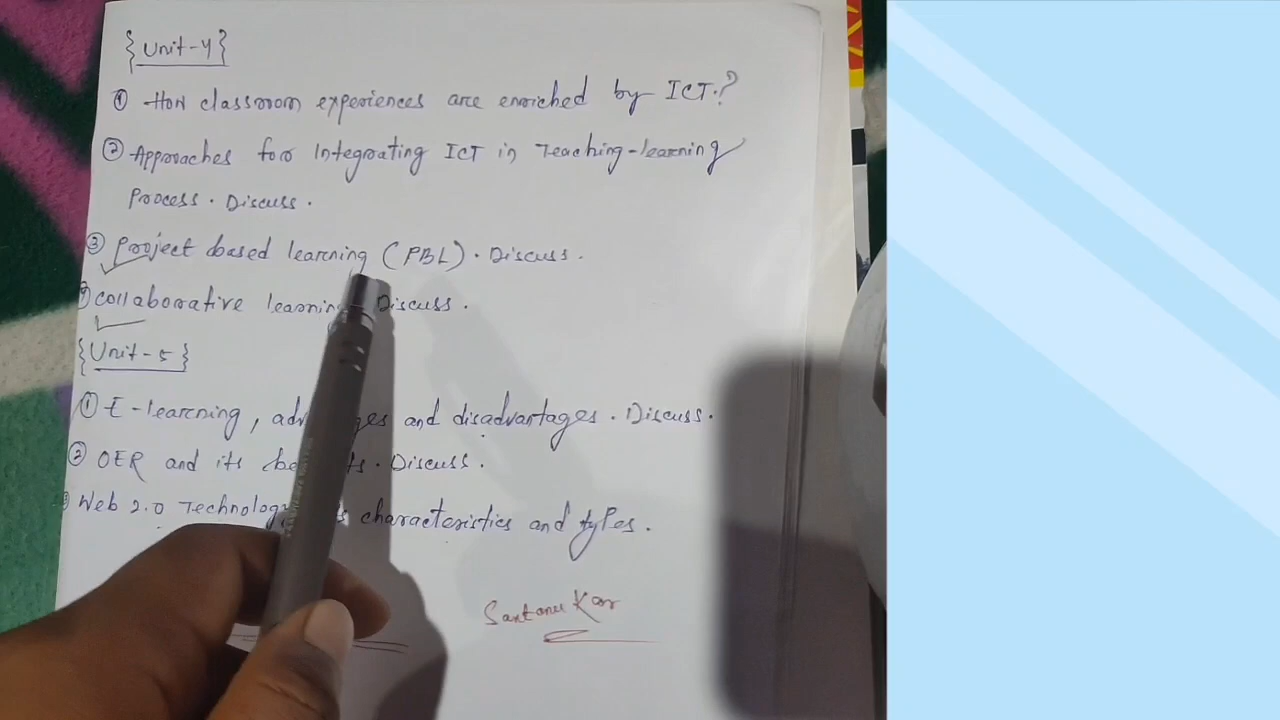 {Unit-4}
① How classroom experiences are enriched by ICT.?
② Approaches for Integrating ICT in Teaching-learning
Process. Discuss.
③ Project based learning (PBL). Discuss.
④ collaborative learning Discuss.
{Unit-5}
① E-learning, and disadvantages. Discuss.
② OER and its Discuss.
③ Web 2.0 Technology characteristics and types.
Santanu Kar